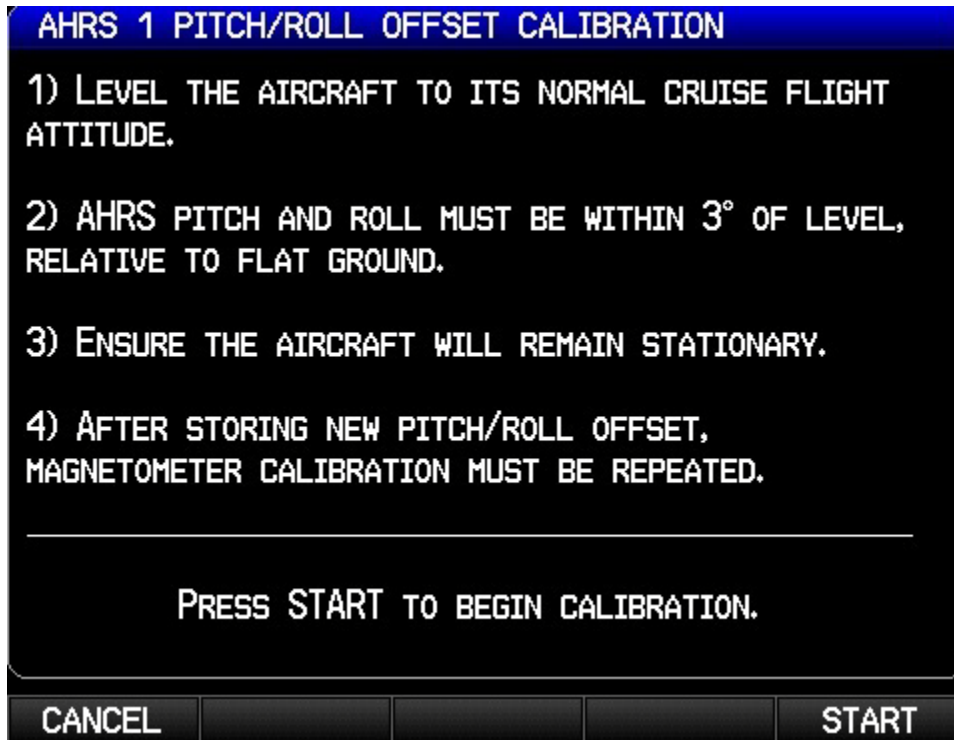 AHRS 1 PITCH/ROLL OFFSET CALIBRATION
1) LEVEL THE AIRCRAFT TO ITS NORMAL CRUISE FLIGHT
ATTITUDE.
2) AHRS PITCH AND ROLL MUST BE WITHIN 3° OF LEVEL,
RELATIVE TO FLAT GROUND.
3) ENSURE THE AIRCRAFT WILL REMAIN STATIONARY.
4) AFTER STORING NEW PITCH/ROLL OFFSET,
MAGNETOMETER CALIBRATION MUST BE REPEATED.
PRESS START TO BEGIN CALIBRATION.
CANCEL START